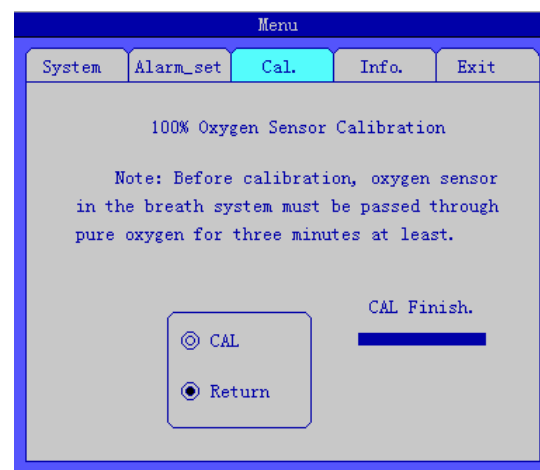 Menu
System Alarm_set Cal. Info. Exit
100% Oxygen Sensor Calibration
Note: Before calibration, oxygen sensor
in the breath system must be passed through
pure oxygen for three minutes at least.
CAL Finish.
CAL
Return